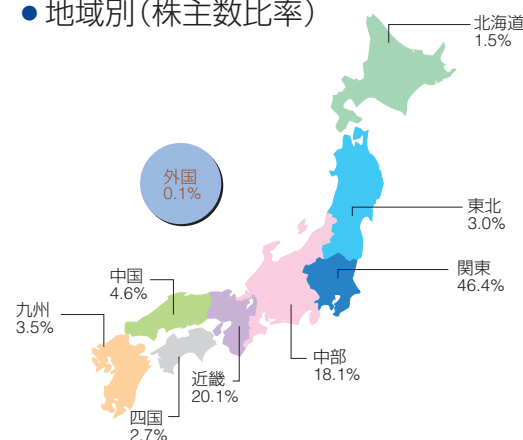 ● 地域別（株主数比率）
北海道
1.5%
外国
0.1%
東北
3.0%
関東
46.4%
中国
4.6%
九州
3.5%
中部
18.1%
近畿
20.1%
四国
2.7%